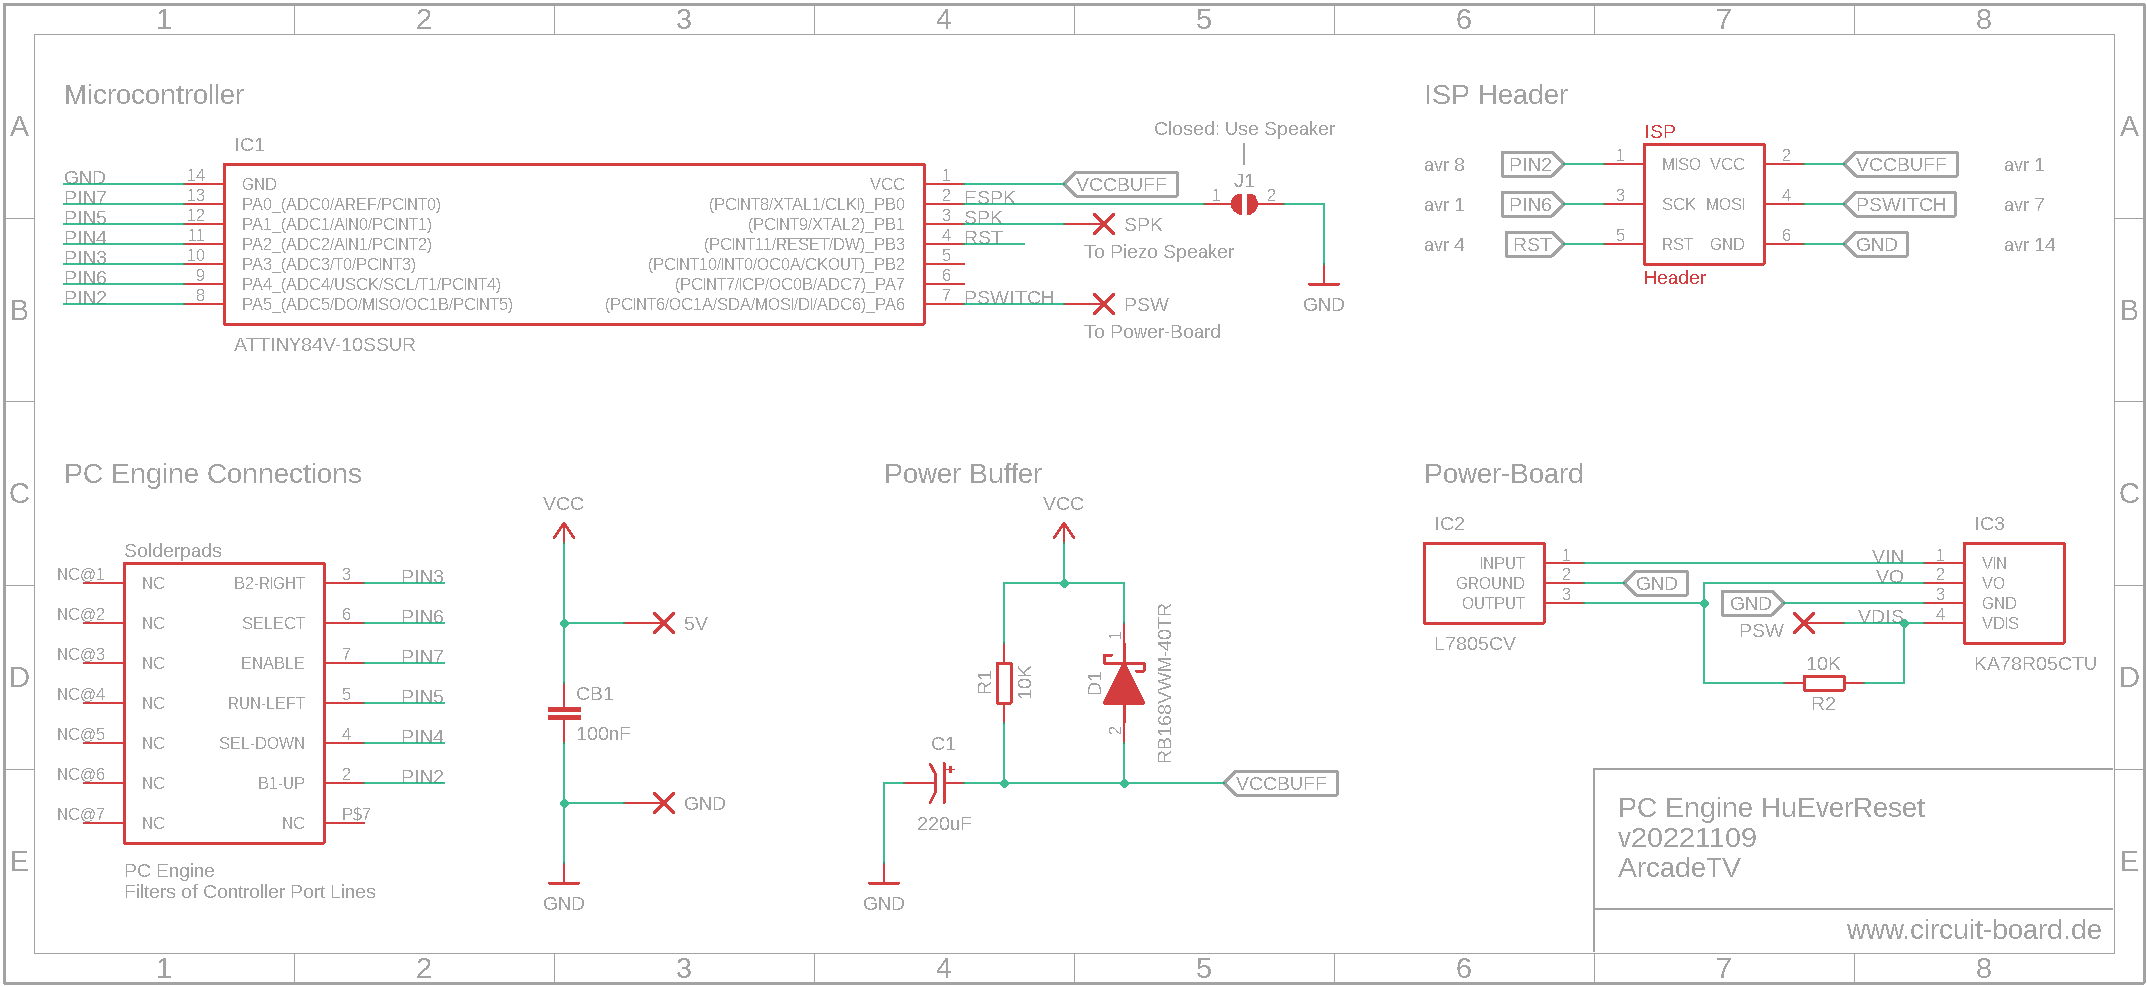 1 2 3 4 5 6 7 8
A A
B B
C C
D D
E E
Microcontroller
IC1
GND 14 GND
PIN7 13 PA0_(ADC0/AREF/PCINT0)
PIN5 12 PA1_(ADC1/AIN0/PCINT1)
PIN4 11 PA2_(ADC2/AIN1/PCINT2)
PIN3 10 PA3_(ADC3/T0/PCINT3)
PIN6 9 PA4_(ADC4/USCK/SCL/T1/PCINT4)
PIN2 8 PA5_(ADC5/DO/MISO/OC1B/PCINT5)
VCC 1 VCCBUFF
(PCINT8/XTAL1/CLKI)_PB0 2 ESPK
(PCINT9/XTAL2)_PB1 3 SPK
(PCINT11/RESET/DW)_PB3 4 RST
(PCINT10/INT0/OC0A/CKOUT)_PB2 5
(PCINT7/ICP/OC0B/ADC7)_PA7 6
(PCINT6/OC1A/SDA/MOSI/DI/ADC6)_PA6 7 PSWITCH
ATTINY84V-10SSUR
Closed: Use Speaker
J1
1 2
SPK
To Piezo Speaker
PSW
To Power-Board
GND
ISP Header
ISP
avr 8 PIN2 1 MISO VCC 2 VCCBUFF avr 1
avr 1 PIN6 3 SCK MOSI 4 PSWITCH avr 7
avr 4 RST 5 RST GND 6 GND avr 14
Header
PC Engine Connections
Solderpads
NC@1 NC B2-RIGHT 3 PIN3
NC@2 NC SELECT 6 PIN6
NC@3 NC ENABLE 7 PIN7
NC@4 NC RUN-LEFT 5 PIN5
NC@5 NC SEL-DOWN 4 PIN4
NC@6 NC B1-UP 2 PIN2
NC@7 NC NC P$7
PC Engine
Filters of Controller Port Lines
VCC
5V
CB1
100nF
GND
GND
Power Buffer
VCC
R1
10K
D1
1
2
RB168VWM-40TR
C1
220uF
VCCBUFF
GND
Power-Board
IC2
INPUT 1
GROUND 2 GND
OUTPUT 3
L7805CV
IC3
VIN 1 VIN
VO 2 VO
GND 3 GND
PSW VDIS 4 VDIS
KA78R05CTU
10K
R2
PC Engine HuEverReset
v20221109
ArcadeTV
www.circuit-board.de
1 2 3 4 5 6 7 8